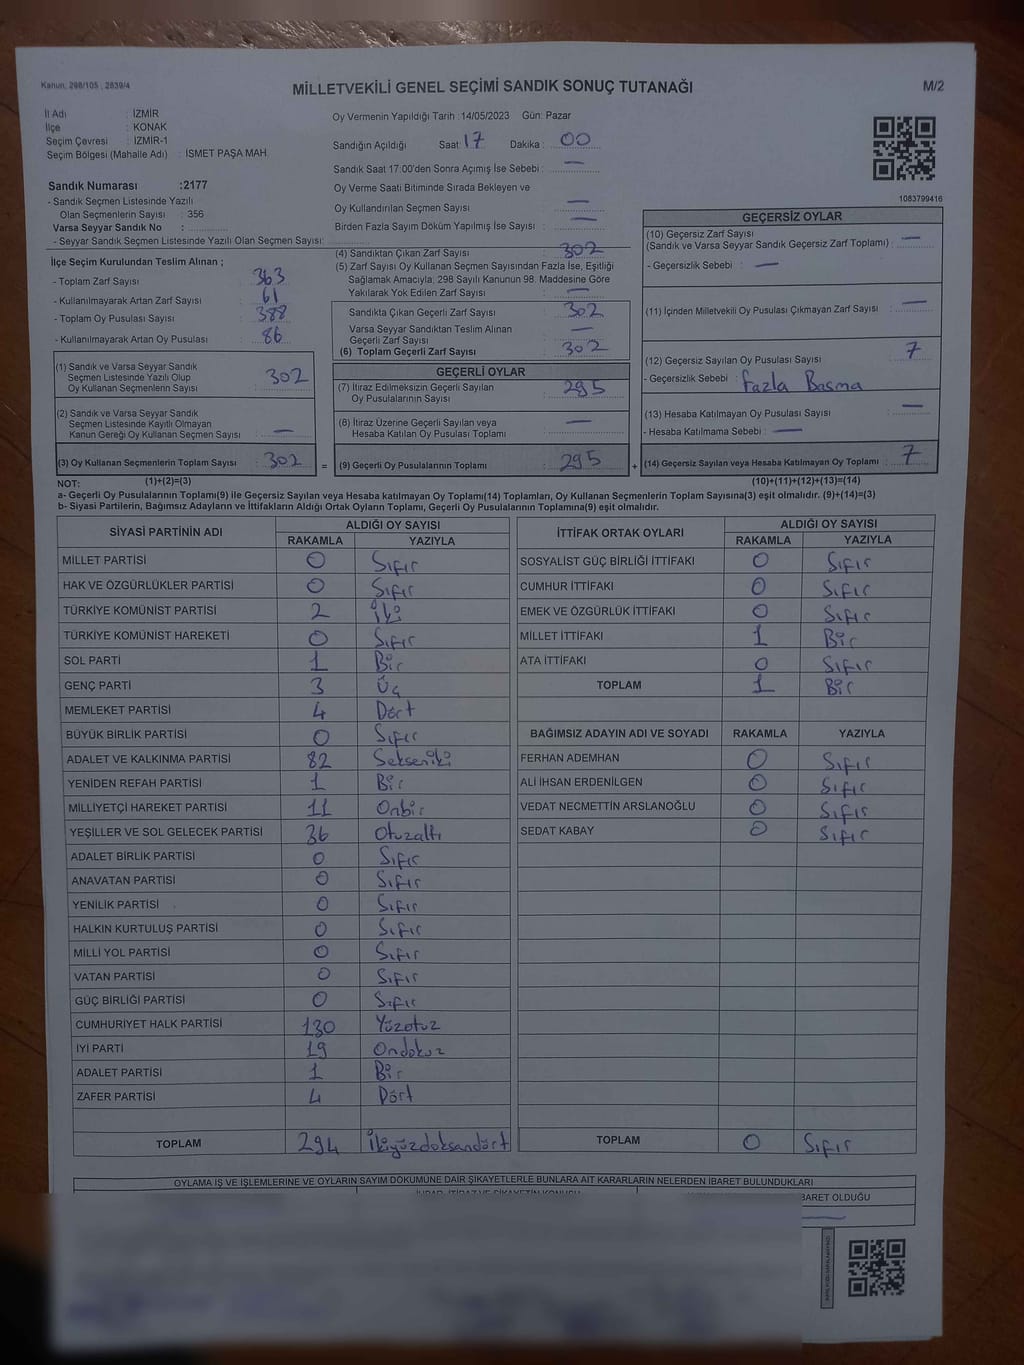 Kanun: 298/105 , 2839/4
MİLLETVEKİLİ GENEL SEÇİMİ SANDIK SONUÇ TUTANAĞI
M/2
İl Adı : İZMİR
İlçe : KONAK
Seçim Çevresi : İZMİR-1
Seçim Bölgesi (Mahalle Adı) : İSMET PAŞA MAH.
Sandık Numarası :2177
- Sandık Seçmen Listesinde Yazılı
Olan Seçmenlerin Sayısı : 356
Varsa Seyyar Sandık No :
- Seyyar Sandık Seçmen Listesinde Yazılı Olan Seçmen Sayısı:
Oy Vermenin Yapıldığı Tarih : 14/05/2023 Gün: Pazar
Sandığın Açıldığı Saat: 17 Dakika : 00
Sandık Saat 17:00'den Sonra Açımış İse Sebebi : —
Oy Verme Saati Bitiminde Sırada Bekleyen ve
Oy Kullandırılan Seçmen Sayısı : —
Birden Fazla Sayım Döküm Yapılmış İse Sayısı : —
1083799416
İlçe Seçim Kurulundan Teslim Alınan ;
- Toplam Zarf Sayısı : 363
- Kullanılmayarak Artan Zarf Sayısı : 61
- Toplam Oy Pusulası Sayısı : 388
- Kullanılmayarak Artan Oy Pusulası : 86
(4) Sandıktan Çıkan Zarf Sayısı : 302
(5) Zarf Sayısı Oy Kullanan Seçmen Sayısından Fazla İse, Eşitliği
Sağlamak Amacıyla, 298 Sayılı Kanunun 98. Maddesine Göre
Yakılarak Yok Edilen Zarf Sayısı : —
Sandıkta Çıkan Geçerli Zarf Sayısı : 302
Varsa Seyyar Sandıktan Teslim Alınan
Geçerli Zarf Sayısı : —
(6) Toplam Geçerli Zarf Sayısı : 302
GEÇERSİZ OYLAR
(10) Geçersiz Zarf Sayısı
(Sandık ve Varsa Seyyar Sandık Geçersiz Zarf Toplamı) : —
- Geçersizlik Sebebi : —
(11) İçinden Milletvekili Oy Pusulası Çıkmayan Zarf Sayısı : —
(12) Geçersiz Sayılan Oy Pusulası Sayısı : 7
- Geçersizlik Sebebi : Fazla Basma
(13) Hesaba Katılmayan Oy Pusulası Sayısı : —
- Hesaba Katılmama Sebebi : —
(14) Geçersiz Sayılan veya Hesaba Katılmayan Oy Toplamı : 7
(1) Sandık ve Varsa Seyyar Sandık
Seçmen Listesinde Yazılı Olup
Oy Kullanan Seçmenlerin Sayısı : 302
(2) Sandık ve Varsa Seyyar Sandık
Seçmen Listesinde Kayıtlı Olmayan
Kanun Gereği Oy Kullanan Seçmen Sayısı : —
(3) Oy Kullanan Seçmenlerin Toplam Sayısı : 302
GEÇERLİ OYLAR
(7) İtiraz Edilmeksizin Geçerli Sayılan
Oy Pusulalarının Sayısı : 295
(8) İtiraz Üzerine Geçerli Sayılan veya
Hesaba Katılan Oy Pusulası Toplamı : —
= (9) Geçerli Oy Pusulalarının Toplamı : 295 +
NOT: (1)+(2)=(3) (10)+(11)+(12)+(13)=(14)
a- Geçerli Oy Pusulalarının Toplamı(9) ile Geçersiz Sayılan veya Hesaba katılmayan Oy Toplamı(14) Toplamları, Oy Kullanan Seçmenlerin Toplam Sayısına(3) eşit olmalıdır. (9)+(14)=(3)
b- Siyasi Partilerin, Bağımsız Adayların ve İttifakların Aldığı Ortak Oyların Toplamı, Geçerli Oy Pusulalarının Toplamına(9) eşit olmalıdır.
SİYASİ PARTİNİN ADI ALDIĞI OY SAYISI
RAKAMLA YAZIYLA
MİLLET PARTİSİ 0 Sıfır
HAK VE ÖZGÜRLÜKLER PARTİSİ 0 Sıfır
TÜRKİYE KOMÜNİST PARTİSİ 2 İki
TÜRKİYE KOMÜNİST HAREKETİ 0 Sıfır
SOL PARTİ 1 Bir
GENÇ PARTİ 3 Üç
MEMLEKET PARTİSİ 4 Dört
BÜYÜK BİRLİK PARTİSİ 0 Sıfır
ADALET VE KALKINMA PARTİSİ 82 Sekseniki
YENİDEN REFAH PARTİSİ 1 Bir
MİLLİYETÇİ HAREKET PARTİSİ 11 Onbir
YEŞİLLER VE SOL GELECEK PARTİSİ 36 Otuzaltı
ADALET BİRLİK PARTİSİ 0 Sıfır
ANAVATAN PARTİSİ 0 Sıfır
YENİLİK PARTİSİ 0 Sıfır
HALKIN KURTULUŞ PARTİSİ 0 Sıfır
MİLLİ YOL PARTİSİ 0 Sıfır
VATAN PARTİSİ 0 Sıfır
GÜÇ BİRLİĞİ PARTİSİ 0 Sıfır
CUMHURİYET HALK PARTİSİ 130 Yüzotuz
İYİ PARTİ 19 Ondokuz
ADALET PARTİSİ 1 Bir
ZAFER PARTİSİ 4 Dört
TOPLAM 294 İkiyüzdoksandört
İTTİFAK ORTAK OYLARI ALDIĞI OY SAYISI
RAKAMLA YAZIYLA
SOSYALİST GÜÇ BİRLİĞİ İTTİFAKI 0 Sıfır
CUMHUR İTTİFAKI 0 Sıfır
EMEK VE ÖZGÜRLÜK İTTİFAKI 0 Sıfır
MİLLET İTTİFAKI 1 Bir
ATA İTTİFAKI 0 Sıfır
TOPLAM 1 Bir
BAĞIMSIZ ADAYIN ADI VE SOYADI RAKAMLA YAZIYLA
FERHAN ADEMHAN 0 Sıfır
ALİ İHSAN ERDENİLGEN 0 Sıfır
VEDAT NECMETTİN ARSLANOĞLU 0 Sıfır
SEDAT KABAY 0 Sıfır
TOPLAM 0 Sıfır
OYLAMA İŞ VE İŞLEMLERİNE VE OYLARIN SAYIM DÖKÜMÜNE DAİR ŞİKAYETLERLE BUNLARA AİT KARARLARIN NELERDEN İBARET BULUNDUKLARI
BARET OLDUĞU